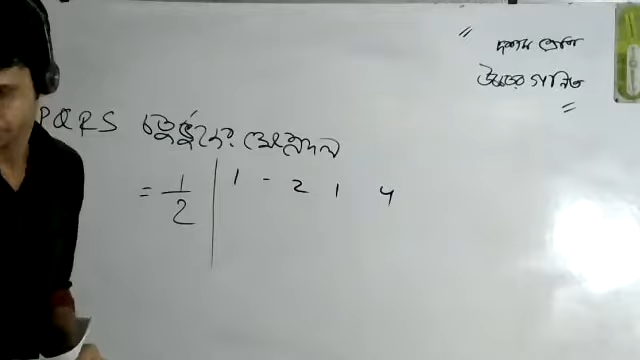 "দশম শ্রেণি
উচ্চতর গণিত"
PQRS চতুর্ভুজের ক্ষেত্রফল
= 1/2 | 1 - 2 1 4